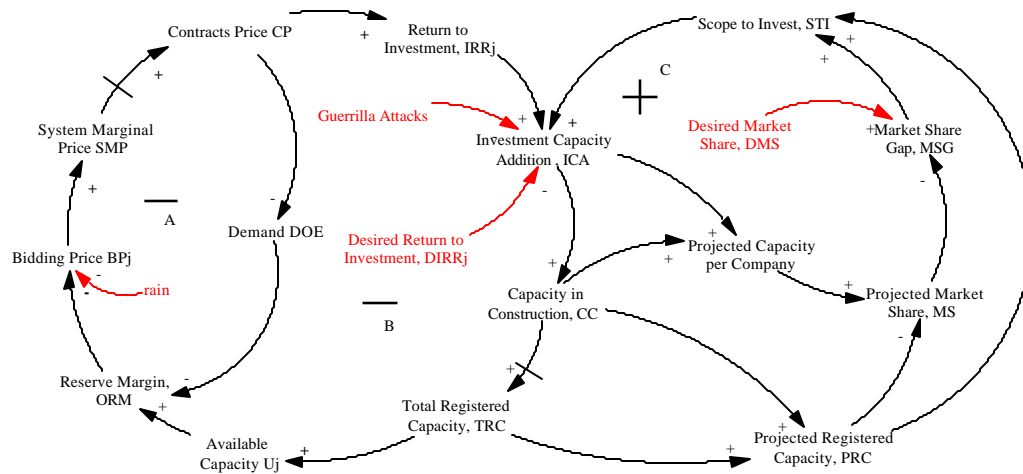 Contracts Price CP
Return to
Investment, IRRj
Scope to Invest, STI
C
Guerrilla Attacks
System Marginal
Price SMP
Investment Capacity
Addition , ICA
Desired Market
Share, DMS
Market Share
Gap, MSG
A
Demand DOE
Desired Return to
Investment, DIRRj
Projected Capacity
per Company
Bidding Price BPj
rain
Capacity in
Construction, CC
Projected Market
Share, MS
B
Reserve Margin,
ORM
Total Registered
Capacity, TRC
Available
Capacity Uj
Projected Registered
Capacity, PRC